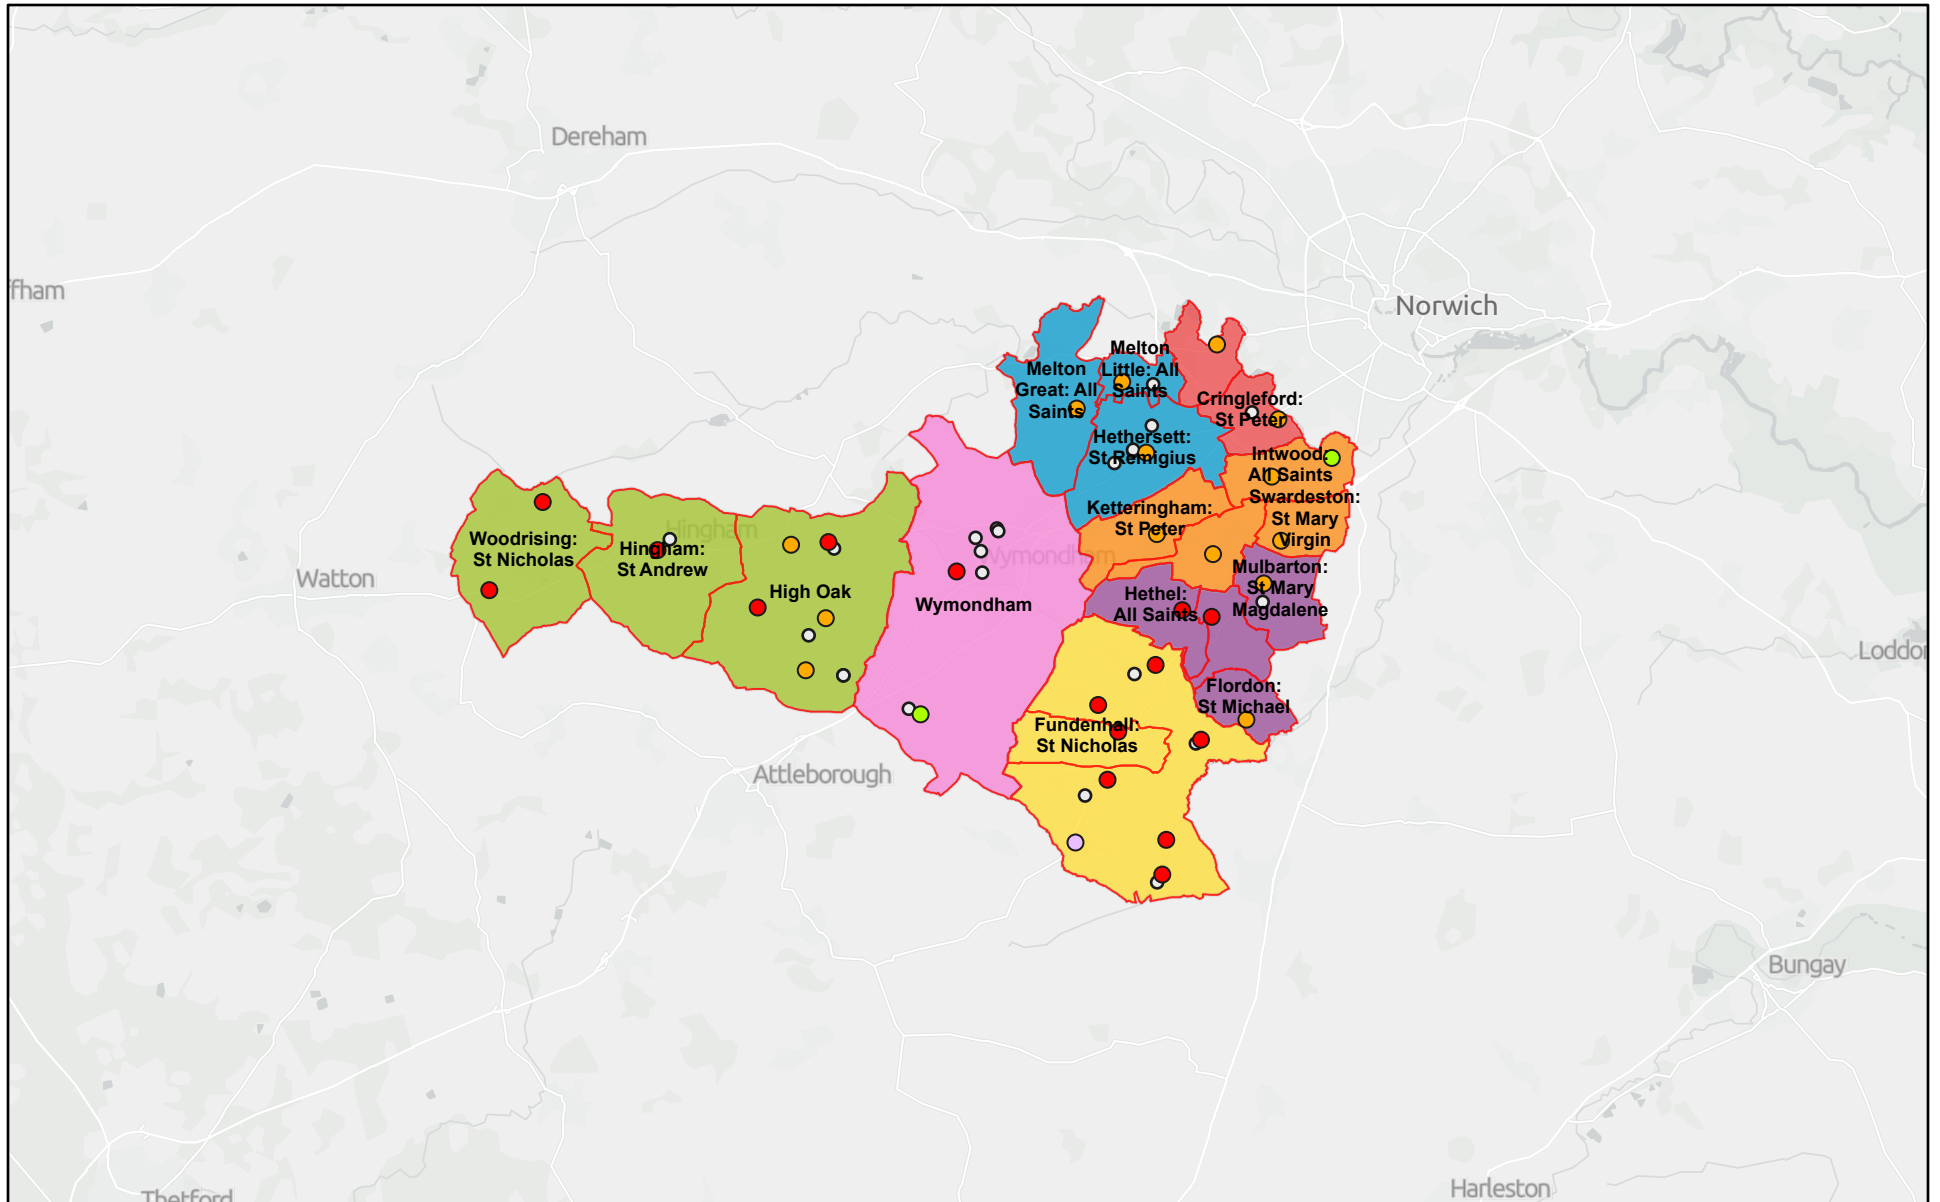 Dereham
ffham
Norwich
Melton
Little: All
Saints
Melton
Great: All
Saints
Cringleford:
St Peter
Hethersett:
St Remigius
Intwood:
All Saints
Swardeston:
St Mary
Virgin
Ketteringham:
St Peter
Hingham
Woodrising:
St Nicholas
Hingham:
St Andrew
Wymondham
Watton
High Oak
Wymondham
Mulbarton:
St Mary
Magdalene
Hethel:
All Saints
Loddon
Flordon:
St Michael
Fundenhall:
St Nicholas
Attleborough
Bungay
Harleston
Thetford